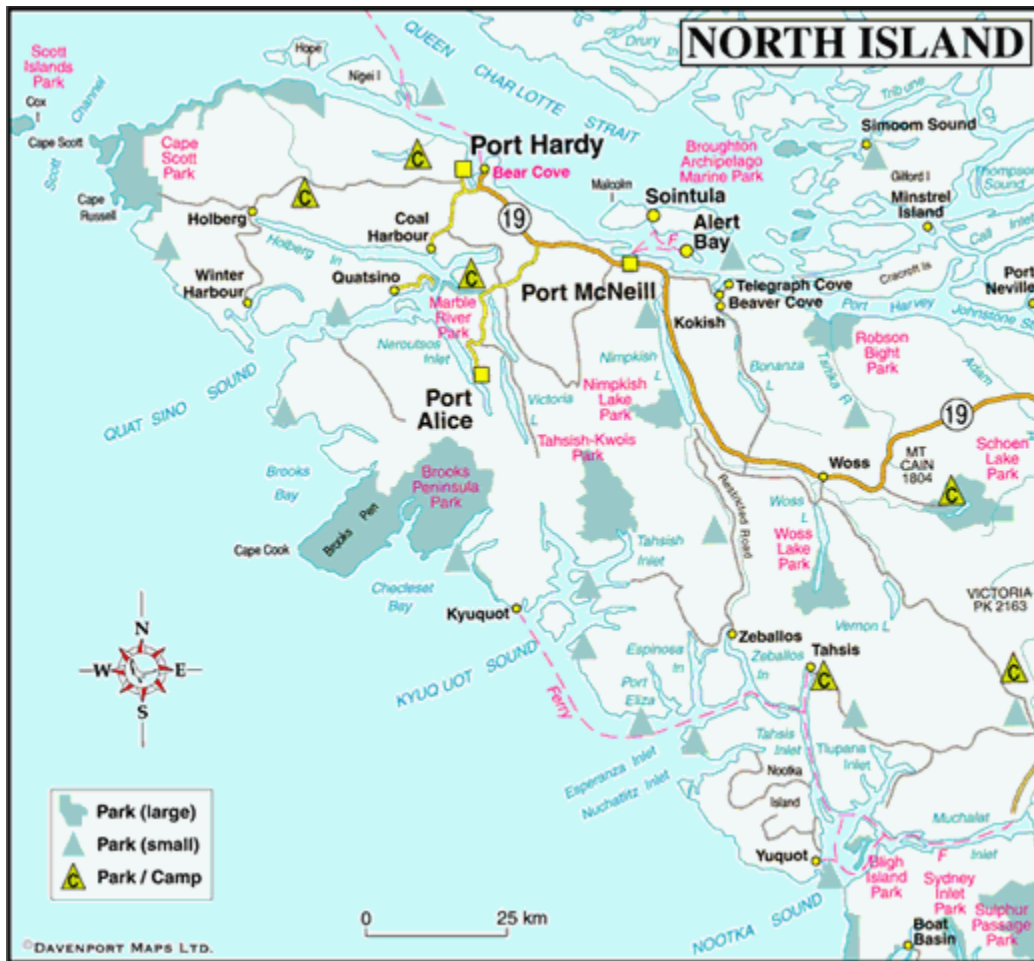 NORTH ISLAND
Scott
Islands
Park
Cox
I
Channel
Scott
Cape Scott
Cape
Scott
Park
Cape
Russell
Hope
I
Nigei I
QUEEN CHARLOTTE STRAIT
Drury
In
Tribune
Simoom Sound
Port Hardy
Bear Cove
Broughton
Archipelago
Marine Park
Gilford I
Thompson
Sound
Malcolm
I
Sointula
Minstrel
Island
Holberg
Coal
Harbour
19
Alert
Bay
F
Call Inlet
Holberg In
Winter
Harbour
Quatsino
Port McNeill
Telegraph Cove
Beaver Cove
Cracroft Is
Port
Neville
Kokish
Port Harvey
Johnstone St
Marble
River
Park
Neroutsos
Inlet
Robson
Bight
Park
Nimpkish
L
Bonanza
L
Tsitika R
Adam
QUATSINO SOUND
Port
Alice
Victoria
L
Nimpkish
Lake
Park
19
Tahsish-Kwois
Park
Schoen
Lake
Park
MT
CAIN
1804
Woss
Brooks
Bay
Brooks
Peninsula
Park
Brooks Pen
Restricted Road
Woss
L
Cape Cook
Tahsish
Inlet
Woss
Lake
Park
Checleset
Bay
VICTORIA
PK 2163
Kyuquot
Vernon L
Zeballos
Espinosa
In
Zeballos
In
Tahsis
N
W E
S
KYUQUOT SOUND
Ferry
Port
Eliza
Tahsis
Inlet
Tlupana
Inlet
Esperanza Inlet
Nuchatlitz Inlet
Nootka
Island
Muchalat
Inlet
F
Park (large)
Park (small)
C Park / Camp
Yuquot
Bligh
Island
Park
Sydney
Inlet
Park
Sulphur
Passage
Park
NOOTKA SOUND
Boat
Basin
0 25 km
©DAVENPORT MAPS LTD.